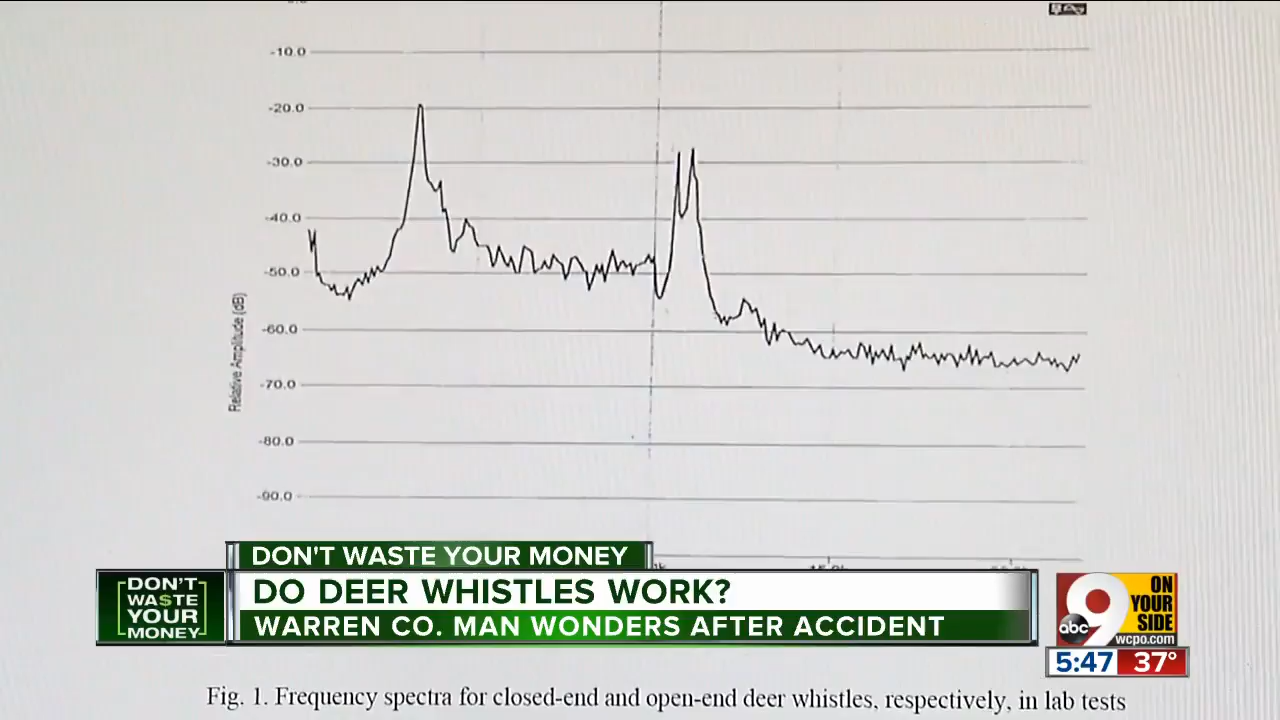 -10.0
-20.0
-30.0
-40.0
-50.0
-60.0
-70.0
-80.0
-90.0
Relative Amplitude (dB)
DON'T WASTE YOUR MONEY
DO DEER WHISTLES WORK?
WARREN CO. MAN WONDERS AFTER ACCIDENT
DON'T
WA$TE
YOUR
MONEY
9
abc
ON
YOUR
SIDE
wcpo.com
5:47 37°
Fig. 1. Frequency spectra for closed-end and open-end deer whistles, respectively, in lab tests